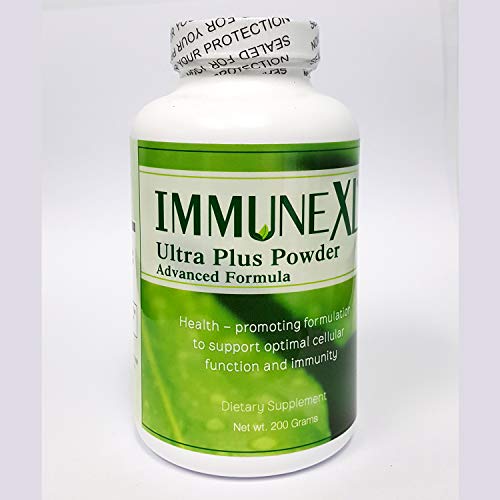 YOUR PROTECTION
SEALED FOR
IMMUNEXL
Ultra Plus Powder
Advanced Formula
Health – promoting formulation
to support optimal cellular
function and immunity
Dietary Supplement
Net wt. 200 Grams